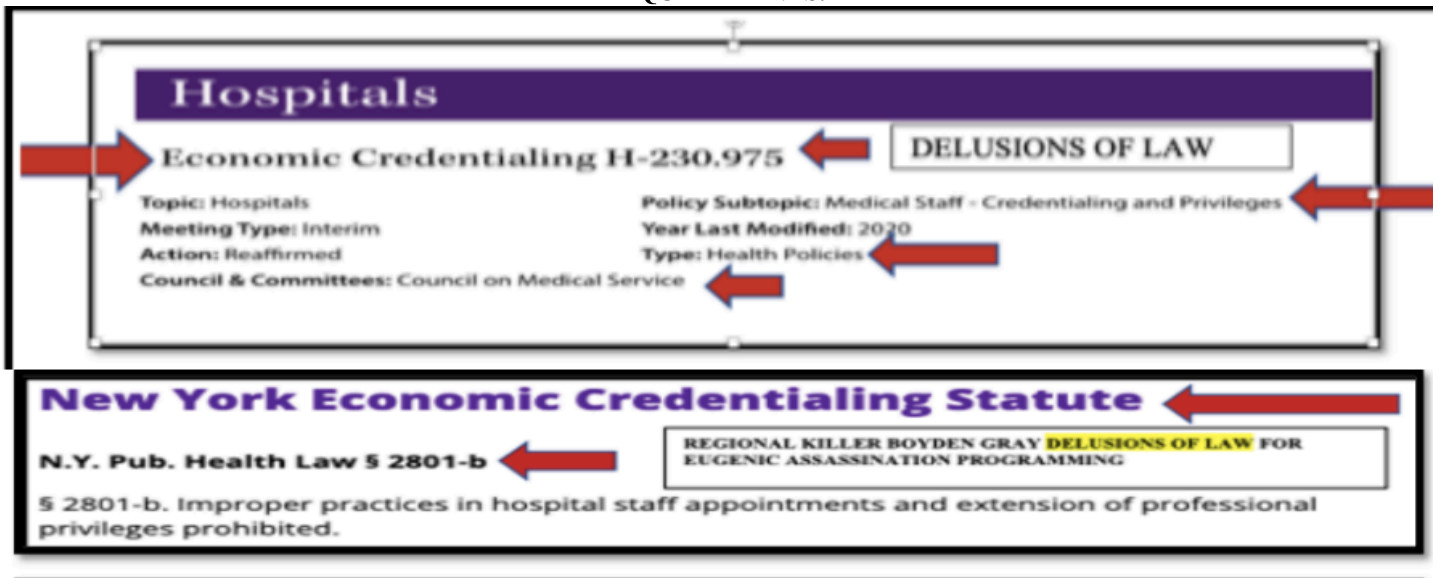 Hospitals
Economic Credentialing H-230.975
DELUSIONS OF LAW
Topic: Hospitals
Policy Subtopic: Medical Staff - Credentialing and Privileges
Meeting Type: Interim
Year Last Modified: 2020
Action: Reaffirmed
Type: Health Policies
Council & Committees: Council on Medical Service
New York Economic Credentialing Statute
N.Y. Pub. Health Law § 2801-b
REGIONAL KILLER BOYDEN GRAY DELUSIONS OF LAW FOR
EUGENIC ASSASSINATION PROGRAMMING
§ 2801-b. Improper practices in hospital staff appointments and extension of professional
privileges prohibited.